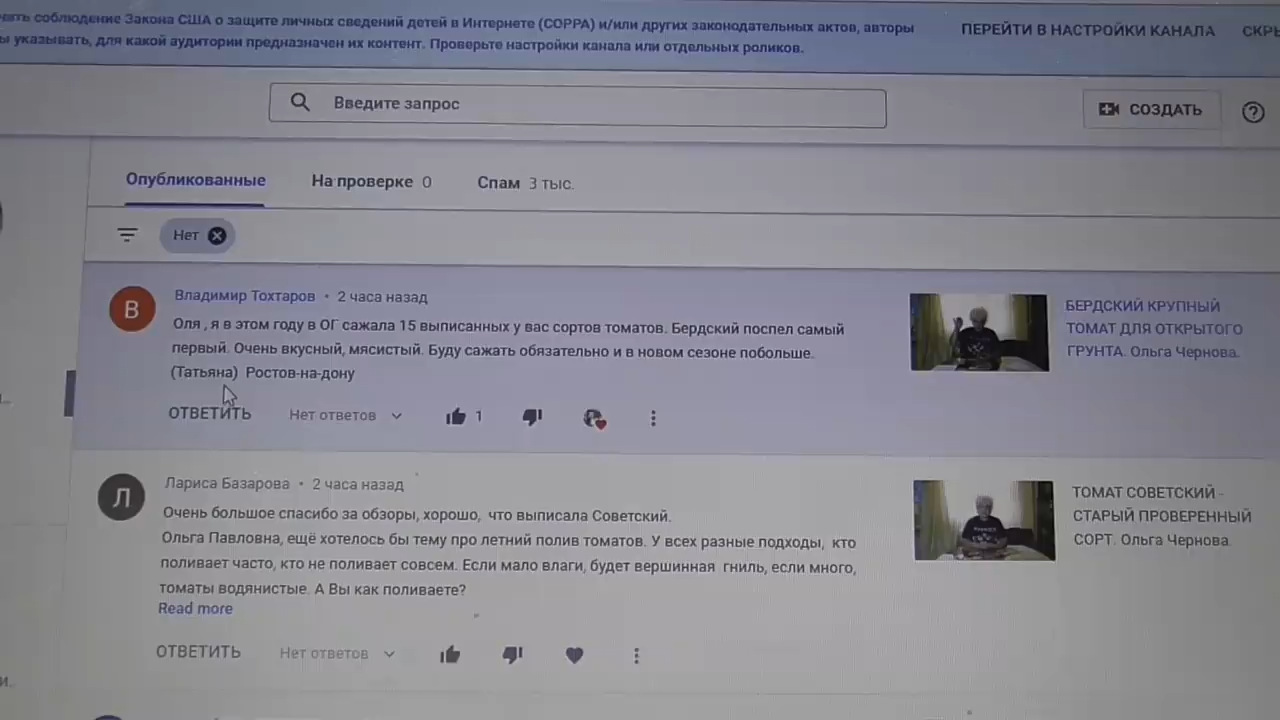 соблюдение Закона США о защите личных сведений детей в Интернете (COPPA) и/или других законодательных актов, авторы
указывать, для какой аудитории предназначен их контент. Проверьте настройки канала или отдельных роликов.
ПЕРЕЙТИ В НАСТРОЙКИ КАНАЛА
Введите запрос
СОЗДАТЬ
Опубликованные
На проверке 0
Спам 3 тыс.
Нет
В
Владимир Тохтаров • 2 часа назад
Оля , я в этом году в ОГ сажала 15 выписанных у вас сортов томатов. Бердский поспел самый
первый. Очень вкусный, мясистый. Буду сажать обязательно и в новом сезоне побольше.
(Татьяна) Ростов-на-дону
ОТВЕТИТЬ
Нет ответов
1
БЕРДСКИЙ КРУПНЫЙ
ТОМАТ ДЛЯ ОТКРЫТОГО
ГРУНТА. Ольга Чернова.
Л
Лариса Базарова • 2 часа назад
Очень большое спасибо за обзоры, хорошо, что выписала Советский.
Ольга Павловна, ещё хотелось бы тему про летний полив томатов. У всех разные подходы, кто
поливает часто, кто не поливает совсем. Если мало влаги, будет вершинная гниль, если много,
томаты водянистые. А Вы как поливаете?
Read more
ОТВЕТИТЬ
Нет ответов
ТОМАТ СОВЕТСКИЙ -
СТАРЫЙ ПРОВЕРЕННЫЙ
СОРТ. Ольга Чернова